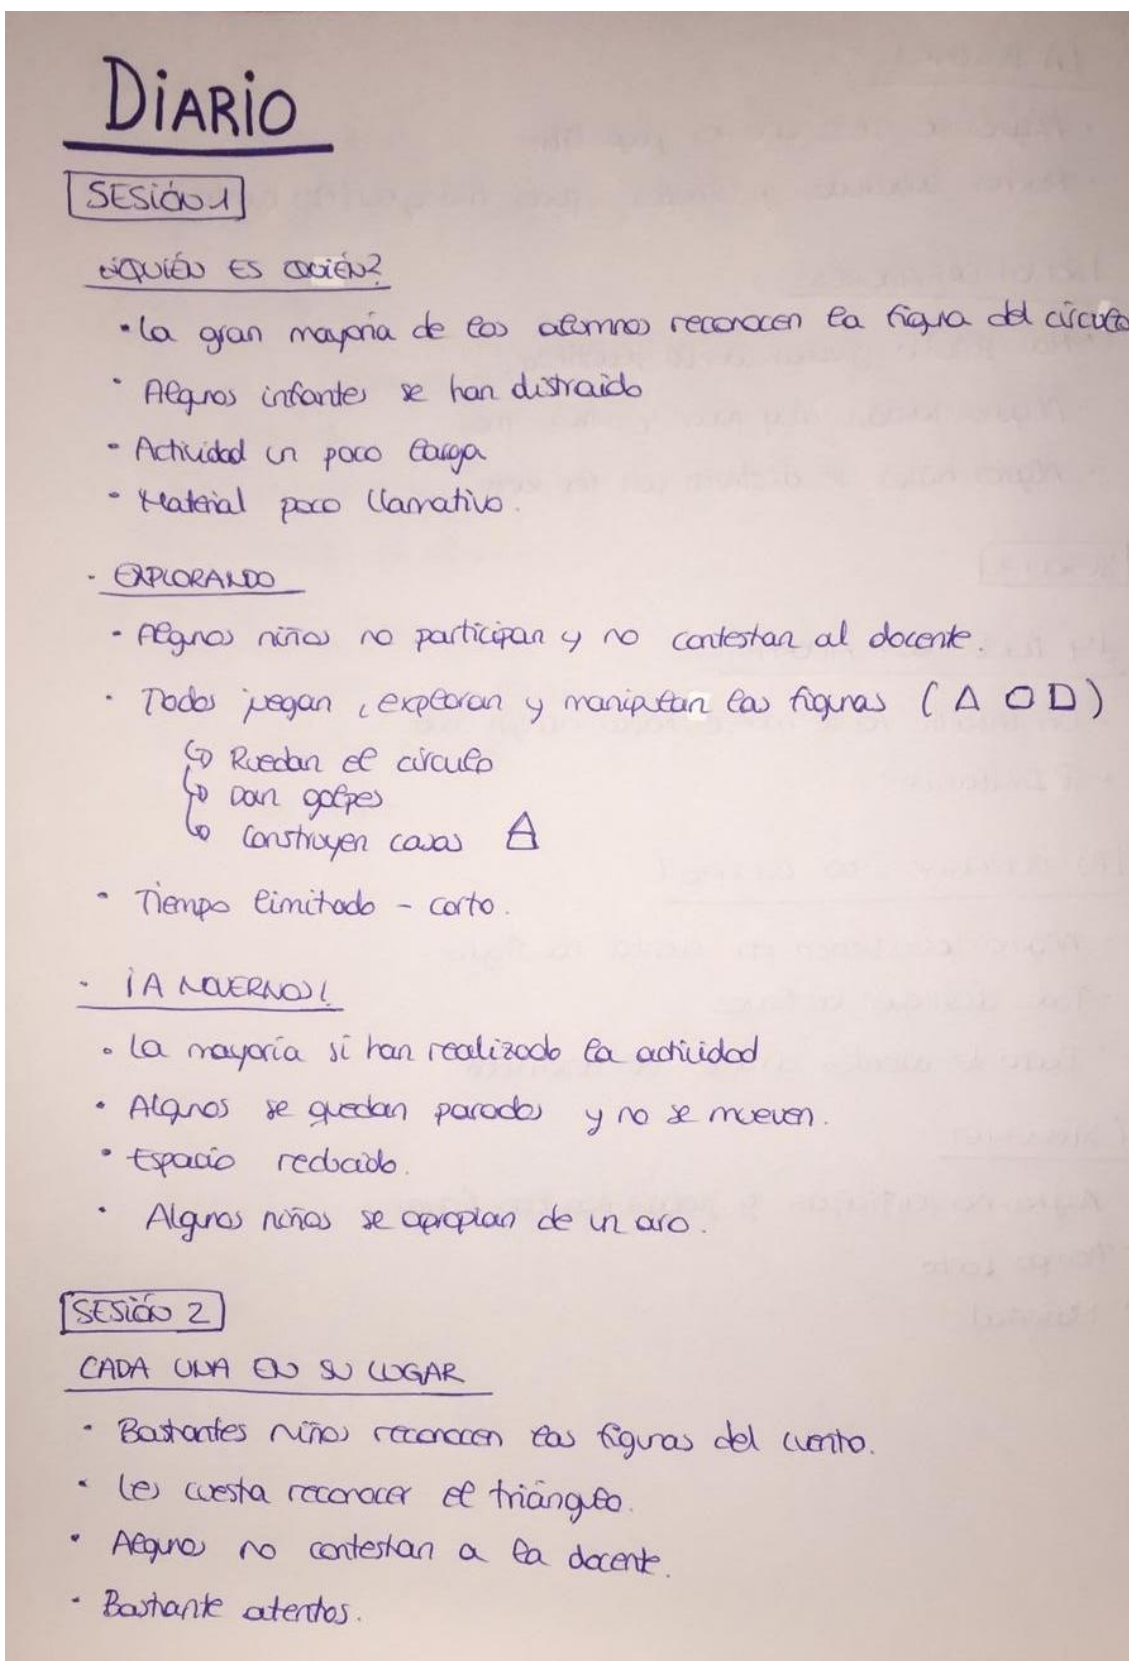 DiARiO
SESiÓN 1
¿QUIÉN ES QUIÉN?
• La gran mayoría de los alumnos reconocen la figura del círculo
• Algunos infantes se han distraido
- Actividad un poco larga
• Material poco llamativo.
- EXPLORANDO
- Algunos niños no participan y no contestan al docente.
• Todos juegan, exploran y manipulan las figuras (△ ○ □)
↳ Ruedan el círculo
↳ Dan golpes
↳ Construyen casas
• Tiempo limitado - corto.
- ¡A MOVERNOS!
• La mayoría si han realizado la actividad
• Algunos se quedan parados y no se mueven.
• Espacio reducido.
• Algunos niños se apropian de un aro.
SESIÓN 2
CADA UNA EN SU LUGAR
- Bastantes niños reconocen las figuras del cuento.
• Les cuesta reconocer el triángulo.
• Algunos no contestan a la docente.
- Bastante atentos.